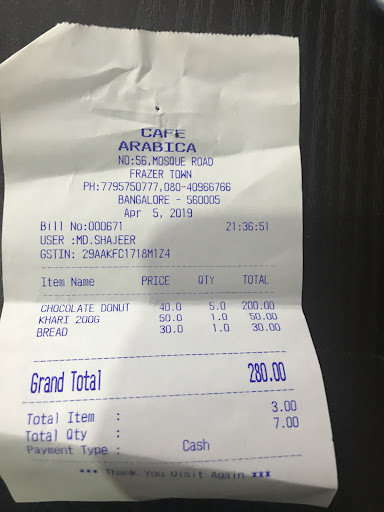 CAFE
ARABICA
NO:56,MOSQUE ROAD
FRAZER TOWN
PH:7795750777,080-40966766
BANGALORE - 560005
Apr 5, 2019
Bill No:000671 21:36:51
USER :MD.SHAJEER
GSTIN: 29AAKFC1718M1Z4
Item Name PRICE QTY TOTAL
CHOCOLATE DONUT 40.0 5.0 200.00
KHARI 200G 50.0 1.0 50.00
BREAD 30.0 1.0 30.00
Grand Total 280.00
Total Item : 3.00
Total Qty : 7.00
Payment Type : Cash
*** Thank You Visit Again ***